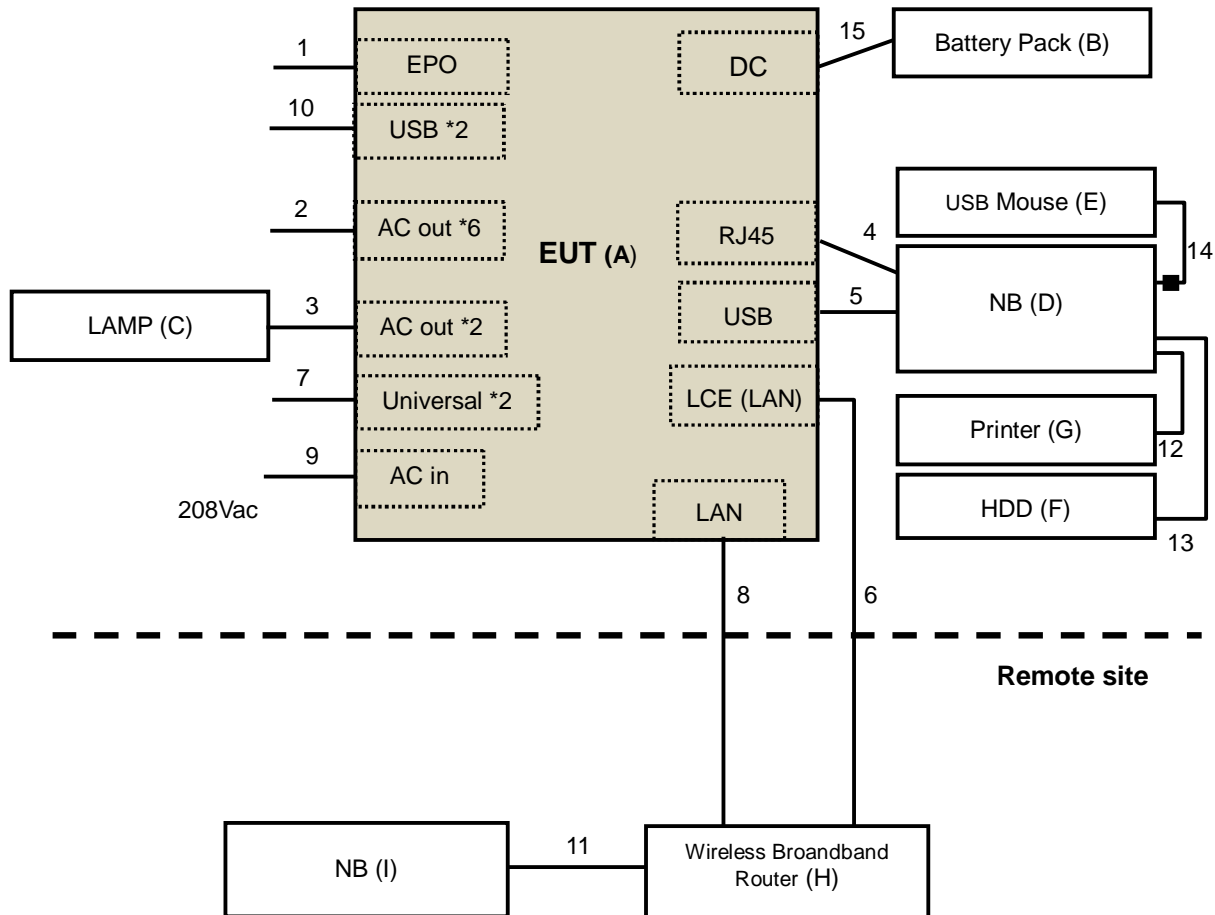 1
EPO
DC
15
Battery Pack (B)
10
USB *2
2
AC out *6
EUT (A)
RJ45
4
USB Mouse (E)
14
LAMP (C)
3
AC out *2
USB
5
NB (D)
7
Universal *2
LCE (LAN)
Printer (G)
12
9
AC in
208Vac
LAN
HDD (F)
13
8
6
Remote site
NB (I)
11
Wireless Broandband
Router (H)